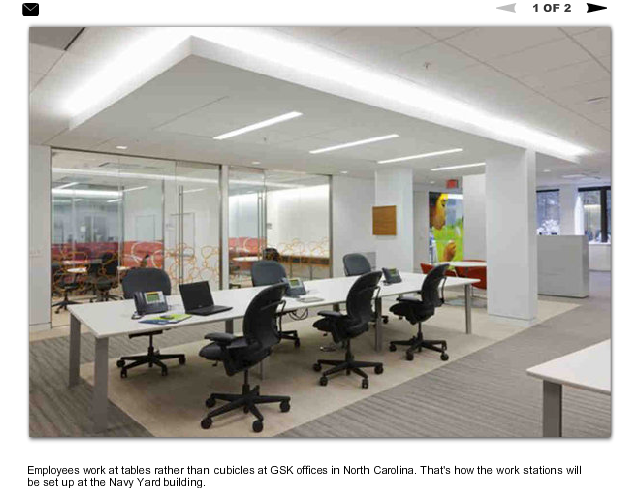 1 OF 2
Employees work at tables rather than cubicles at GSK offices in North Carolina. That's how the work stations will
be set up at the Navy Yard building.